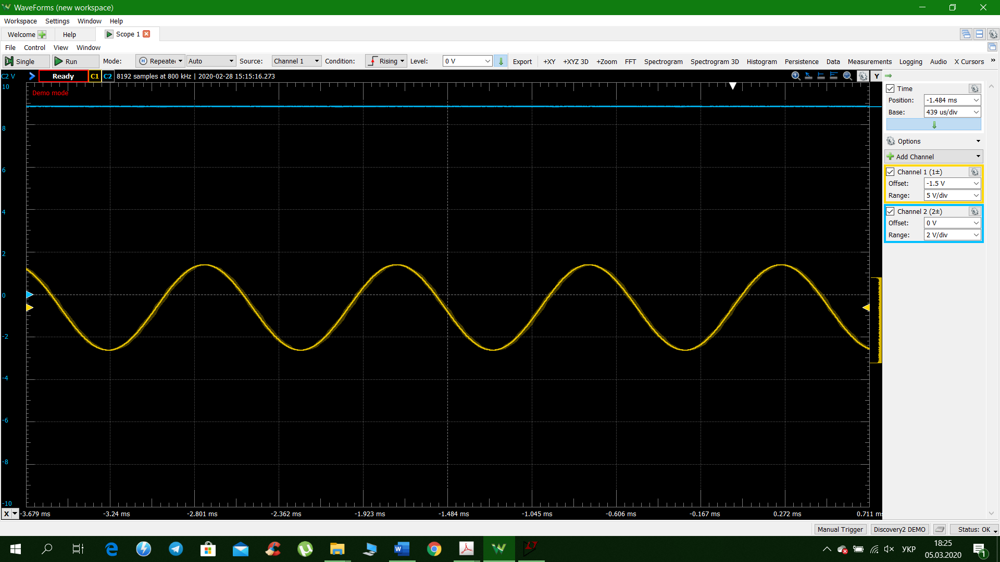 WaveForms (new workspace)
Workspace Settings Window Help
Welcome Help Scope 1
File Control View Window
Single Run Mode: Repeated Auto Source: Channel 1 Condition: Rising Level: 0 V Export +XY +XYZ 3D +Zoom FFT Spectrogram Spectrogram 3D Histogram Persistence Data Measurements Logging Audio X Cursors »
C2 V Ready C1 C2 8192 samples at 800 kHz | 2020-02-28 15:15:16.273 Y
Demo mode
10
8
6
4
2
0
-2
-4
-6
-8
-10
X -3.679 ms -3.24 ms -2.801 ms -2.362 ms -1.923 ms -1.484 ms -1.045 ms -0.606 ms -0.167 ms 0.272 ms 0.711 ms
Time
Position: -1.484 ms
Base: 439 us/div
Options
Add Channel
Channel 1 (1±)
Offset: -1.5 V
Range: 5 V/div
Channel 2 (2±)
Offset: 0 V
Range: 2 V/div
Manual Trigger Discovery2 DEMO Status: OK
УКР 18:25
05.03.2020
1